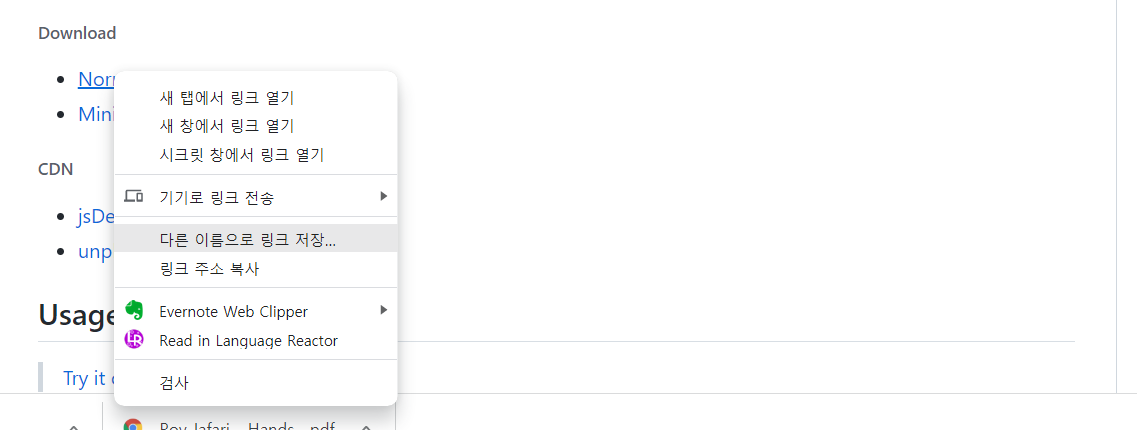 Download
Norr
Mini
CDN
jsDe
unp
Usage
Try it
새 탭에서 링크 열기
새 창에서 링크 열기
시크릿 창에서 링크 열기
기기로 링크 전송
다른 이름으로 링크 저장...
링크 주소 복사
Evernote Web Clipper
Read in Language Reactor
검사
Roy Jafari - Hands-...pdf